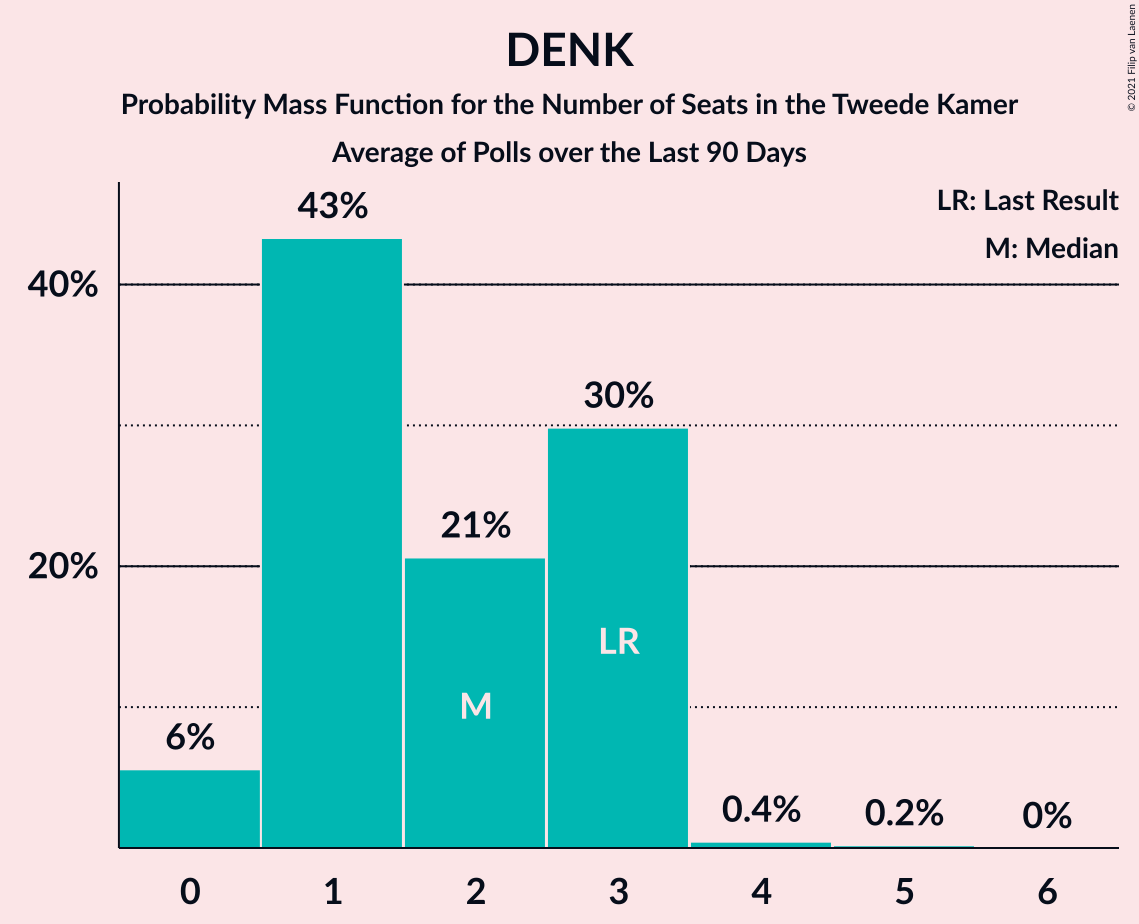 DENK
Probability Mass Function for the Number of Seats in the Tweede Kamer
Average of Polls over the Last 90 Days
© 2021 Filip van Laenen
LR: Last Result
M: Median
43%
40%
30%
21%
20%
LR
M
6%
0.4%
0.2%
0%
0 1 2 3 4 5 6